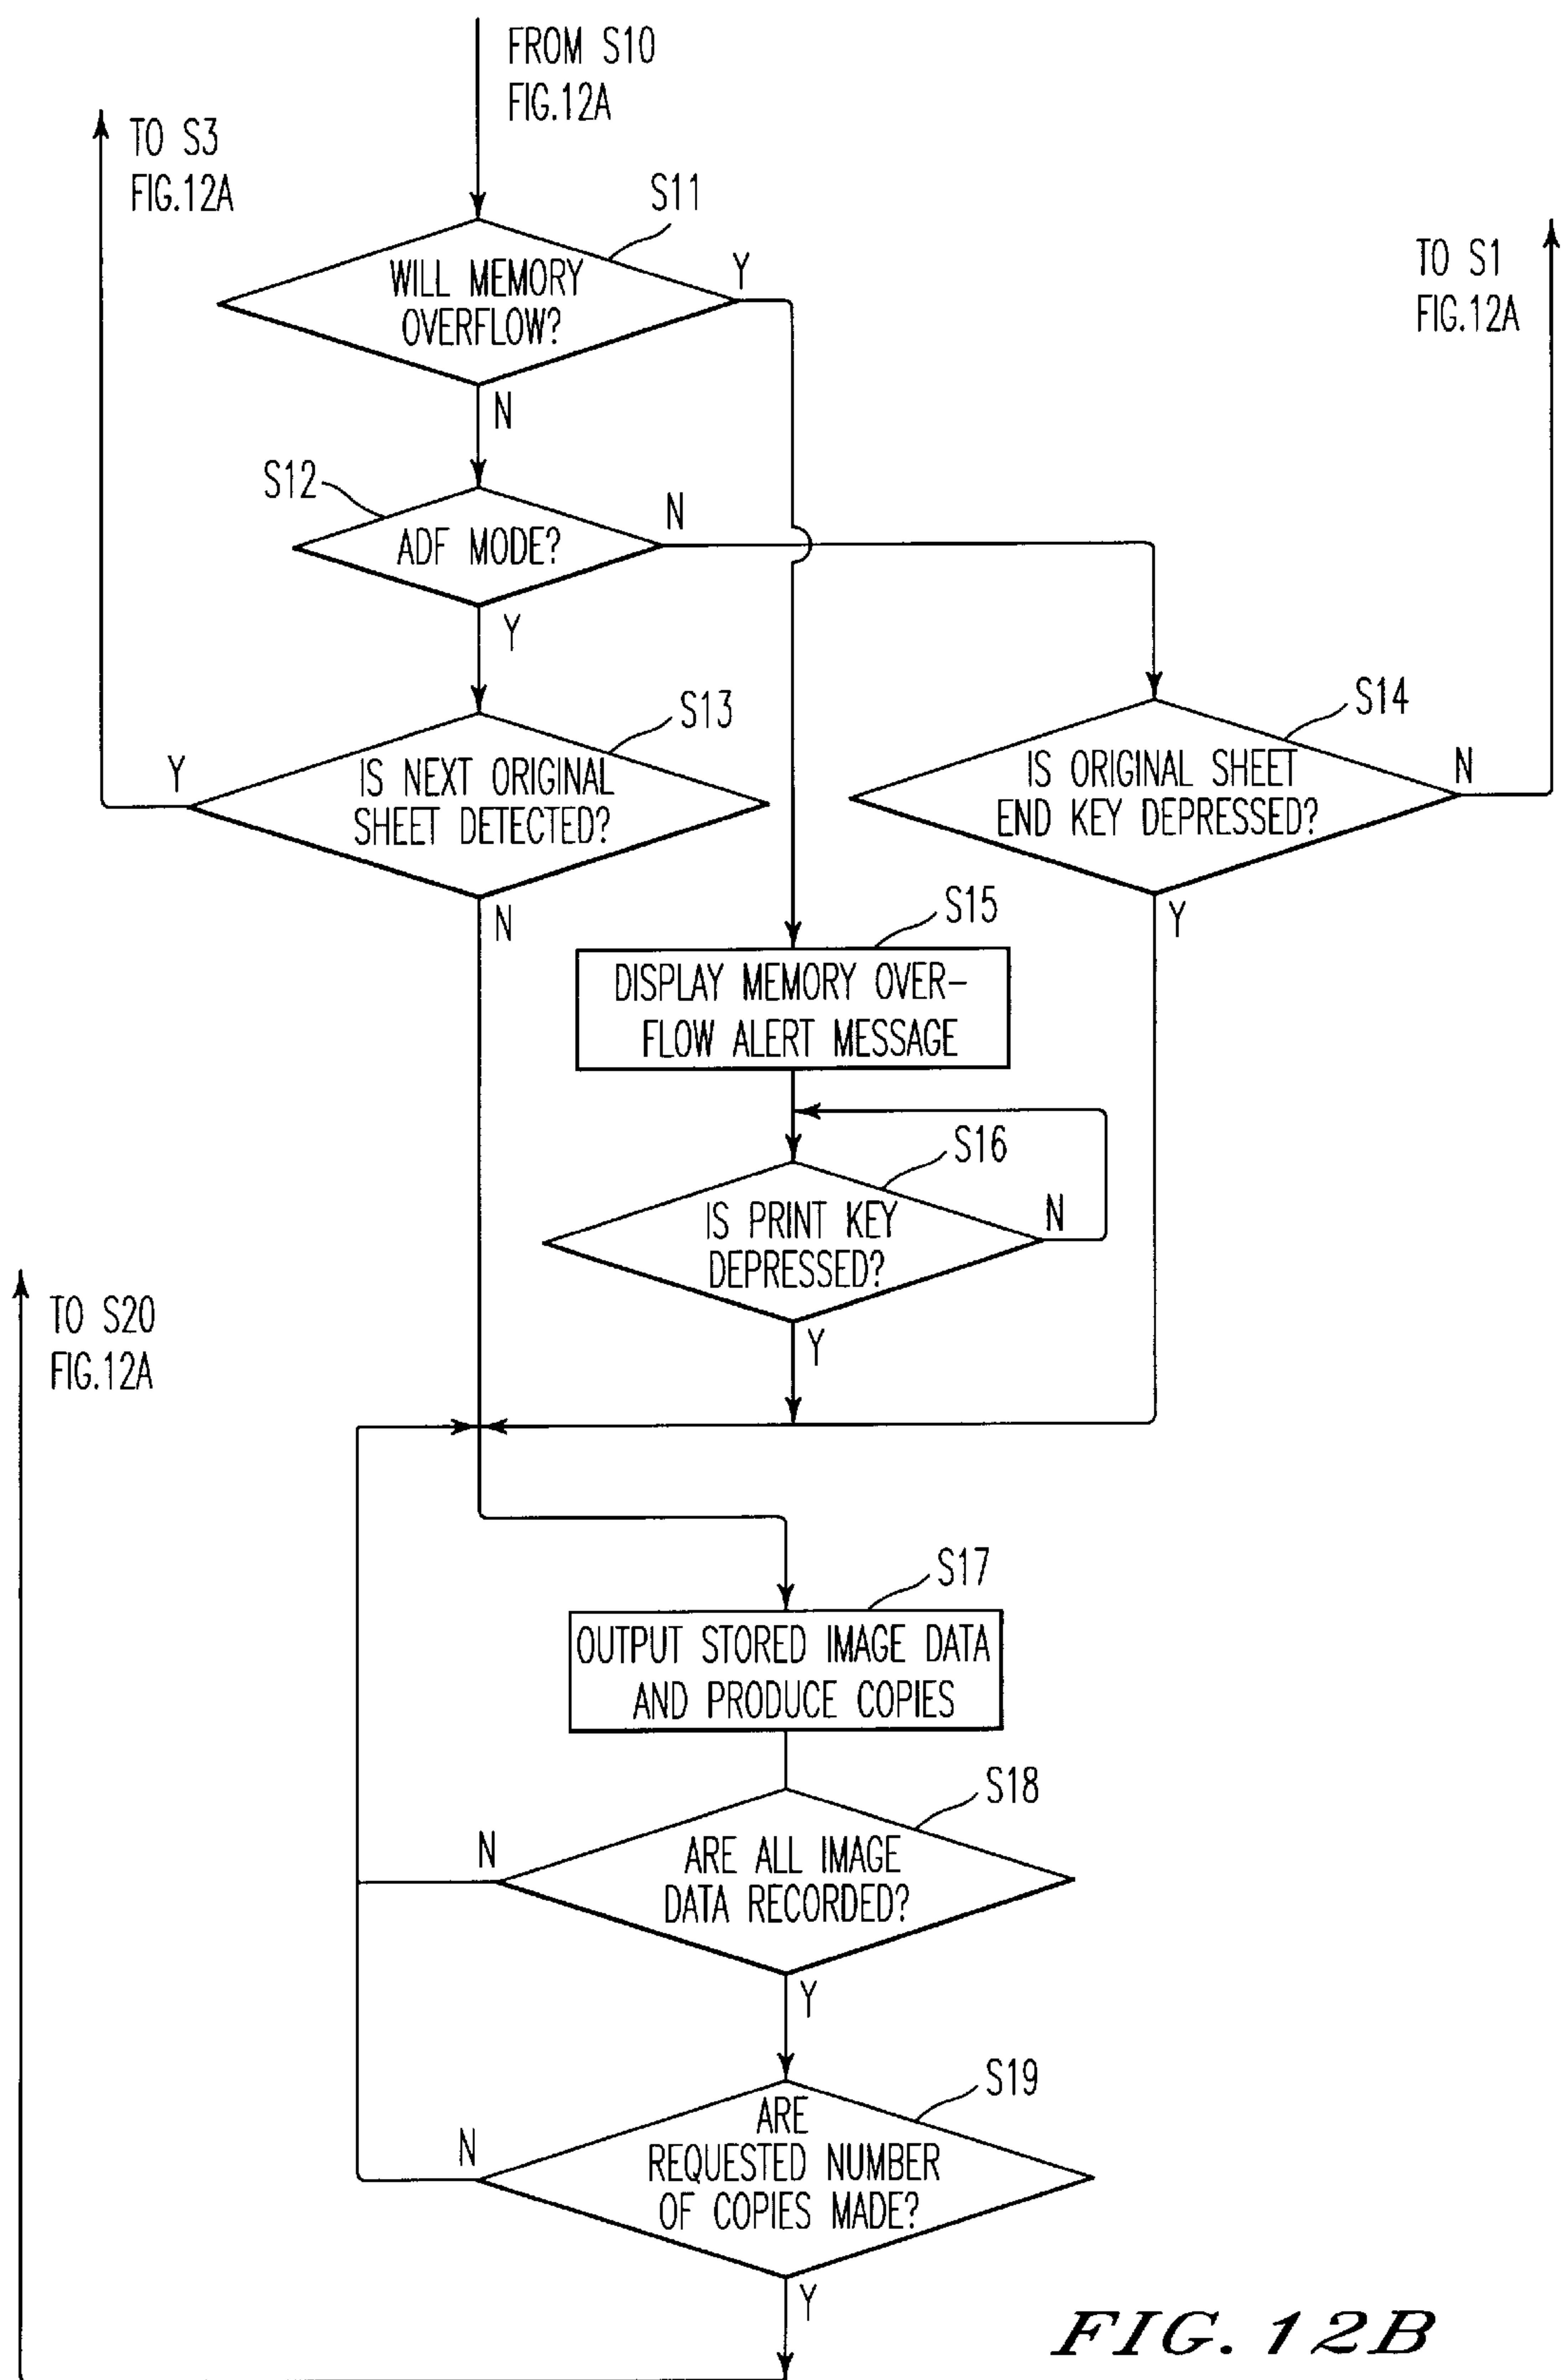 FROM S10
FIG.12A
TO S3
FIG.12A
S11
WILL MEMORY
OVERFLOW?
Y
N
TO S1
FIG.12A
S12
ADF MODE?
N
Y
S13
IS NEXT ORIGINAL
SHEET DETECTED?
Y
N
S14
IS ORIGINAL SHEET
END KEY DEPRESSED?
N
Y
S15
DISPLAY MEMORY OVER-
FLOW ALERT MESSAGE
S16
IS PRINT KEY
DEPRESSED?
N
Y
TO S20
FIG.12A
S17
OUTPUT STORED IMAGE DATA
AND PRODUCE COPIES
S18
ARE ALL IMAGE
DATA RECORDED?
N
Y
S19
ARE
REQUESTED NUMBER
OF COPIES MADE?
N
Y
FIG. 12B